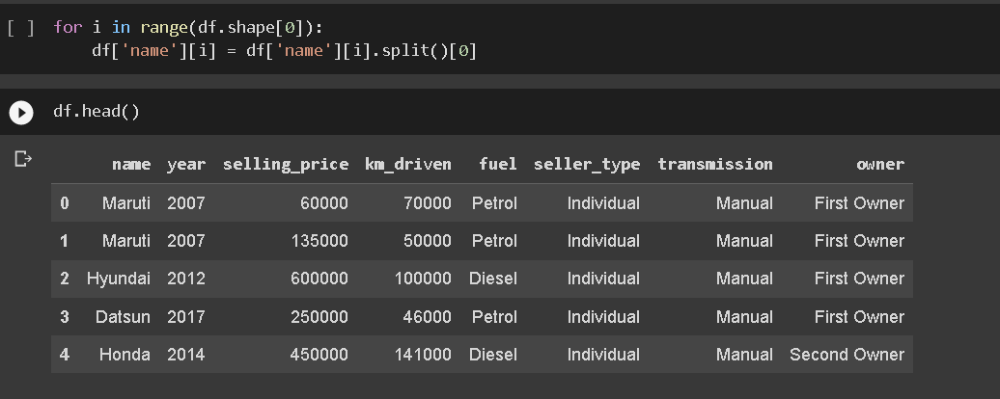 [ ] for i in range(df.shape[0]):
df['name'][i] = df['name'][i].split()[0]
df.head()
name year selling_price km_driven fuel seller_type transmission owner
0 Maruti 2007 60000 70000 Petrol Individual Manual First Owner
1 Maruti 2007 135000 50000 Petrol Individual Manual First Owner
2 Hyundai 2012 600000 100000 Diesel Individual Manual First Owner
3 Datsun 2017 250000 46000 Petrol Individual Manual First Owner
4 Honda 2014 450000 141000 Diesel Individual Manual Second Owner